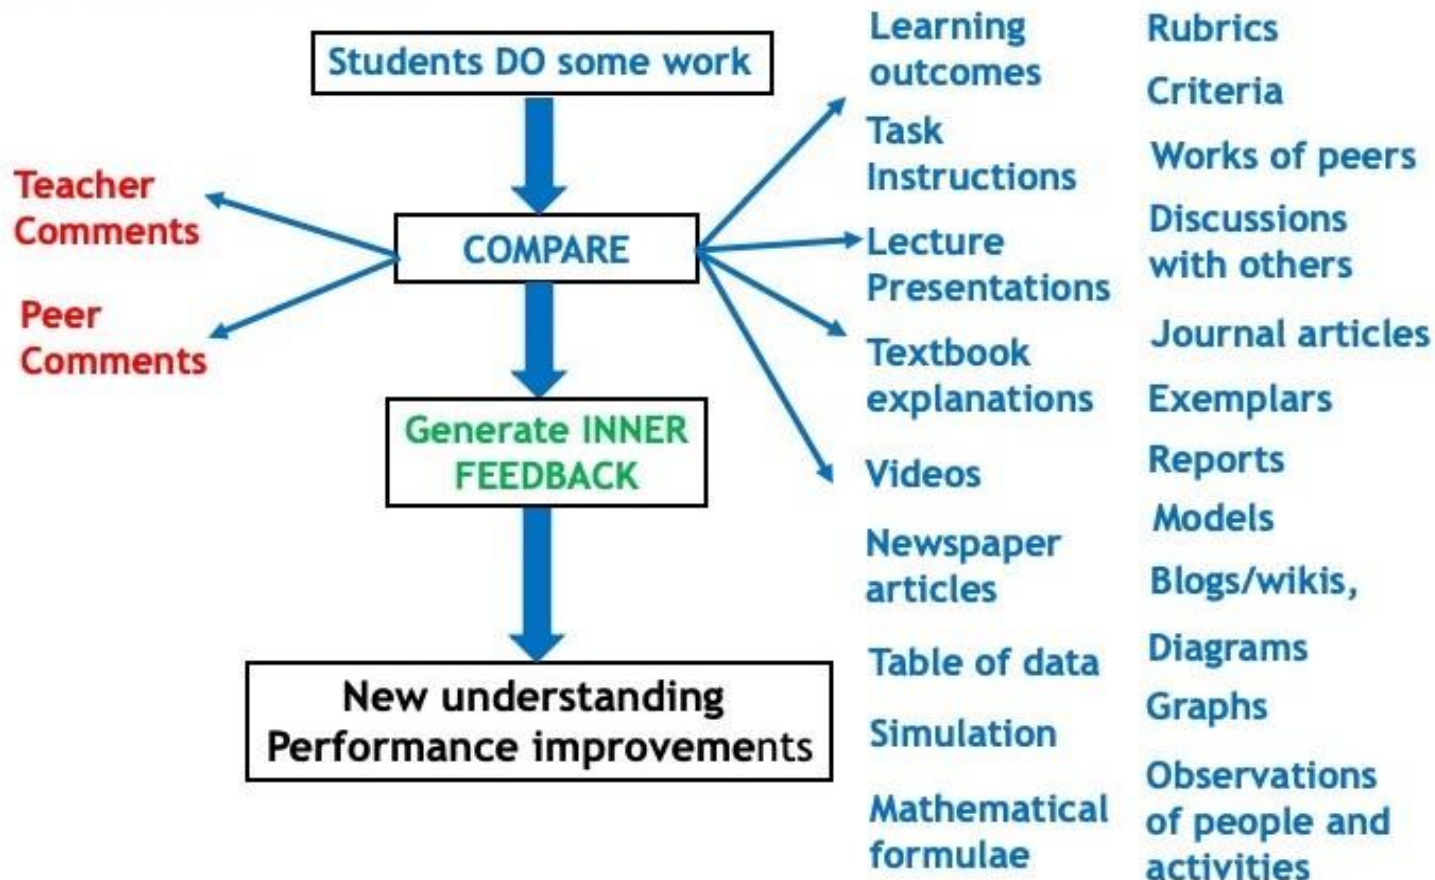 Students DO some work
Teacher
Comments
Peer
Comments
COMPARE
Generate INNER
FEEDBACK
New understanding
Performance improvements
Learning
outcomes
Task
Instructions
Lecture
Presentations
Textbook
explanations
Videos
Newspaper
articles
Table of data
Simulation
Mathematical
formulae
Rubrics
Criteria
Works of peers
Discussions
with others
Journal articles
Exemplars
Reports
Models
Blogs/wikis,
Diagrams
Graphs
Observations
of people and
activities